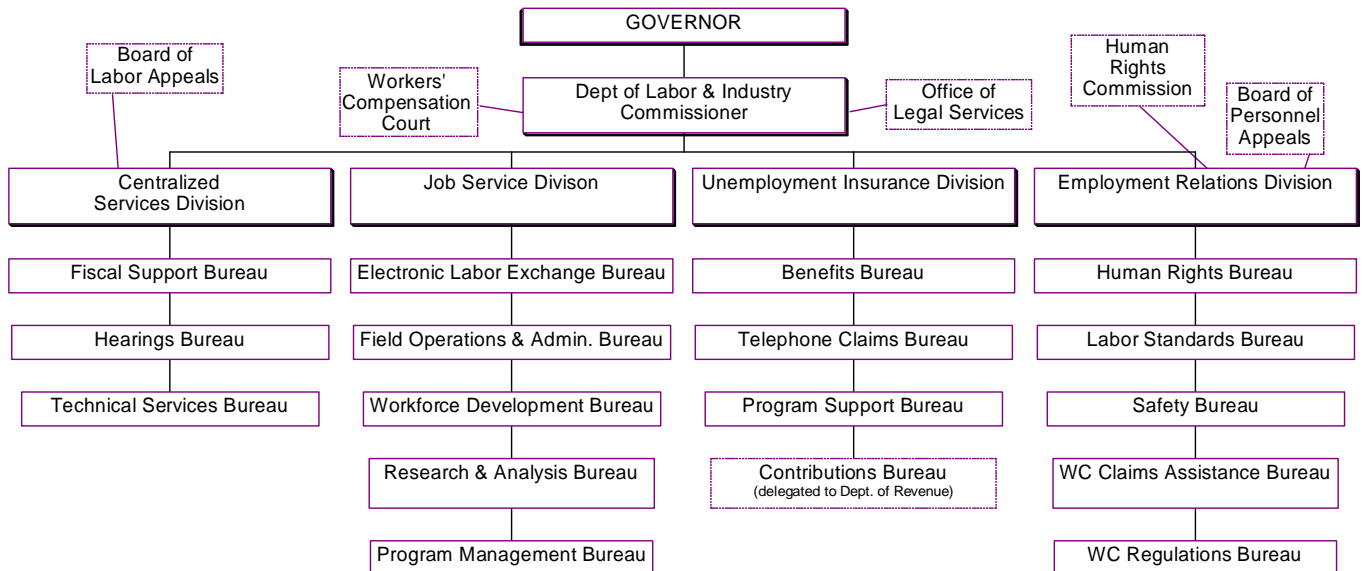 GOVERNOR
Board of
Labor Appeals
Workers'
Compensation
Court
Dept of Labor & Industry
Commissioner
Office of
Legal Services
Human
Rights
Commission
Board of
Personnel
Appeals
Centralized
Services Division
Job Service Divison
Unemployment Insurance Division
Employment Relations Division
Fiscal Support Bureau
Hearings Bureau
Technical Services Bureau
Electronic Labor Exchange Bureau
Field Operations & Admin. Bureau
Workforce Development Bureau
Research & Analysis Bureau
Program Management Bureau
Benefits Bureau
Telephone Claims Bureau
Program Support Bureau
Contributions Bureau
(delegated to Dept. of Revenue)
Human Rights Bureau
Labor Standards Bureau
Safety Bureau
WC Claims Assistance Bureau
WC Regulations Bureau